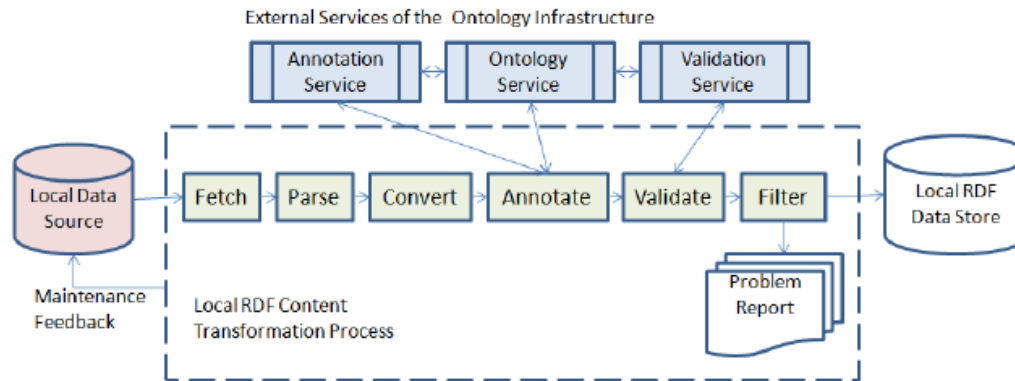 External Services of the Ontology Infrastructure
Annotation
Service
Ontology
Service
Validation
Service
Local Data
Source
Fetch
Parse
Convert
Annotate
Validate
Filter
Local RDF
Data Store
Problem
Report
Maintenance
Feedback
Local RDF Content
Transformation Process